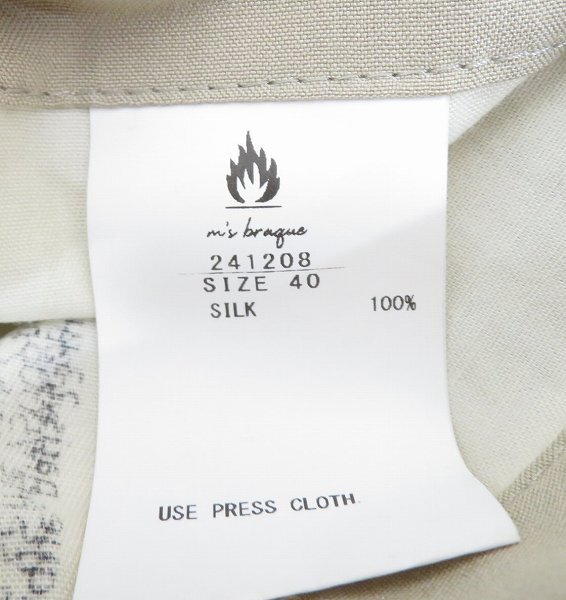 m's braque
241208
SIZE 40
SILK 100%
USE PRESS CLOTH